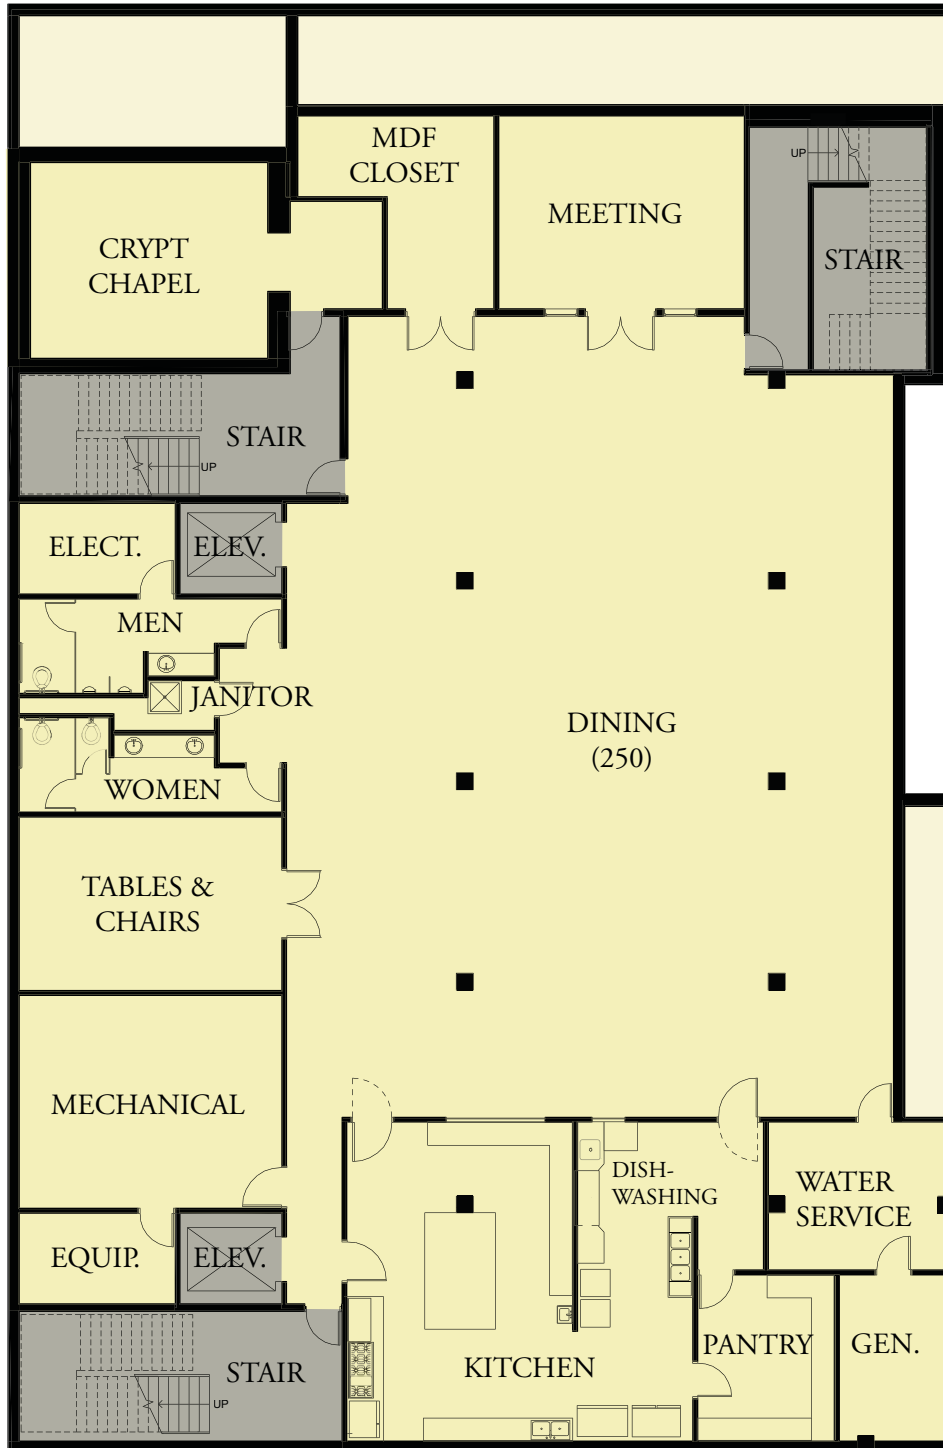 MDF
CLOSET
MEETING
UP
STAIR
CRYPT
CHAPEL
STAIR
UP
ELECT.
ELEV.
MEN
JANITOR
WOMEN
DINING
(250)
TABLES &
CHAIRS
MECHANICAL
EQUIP.
ELEV.
DISH-
WASHING
WATER
SERVICE
STAIR
UP
KITCHEN
PANTRY
GEN.